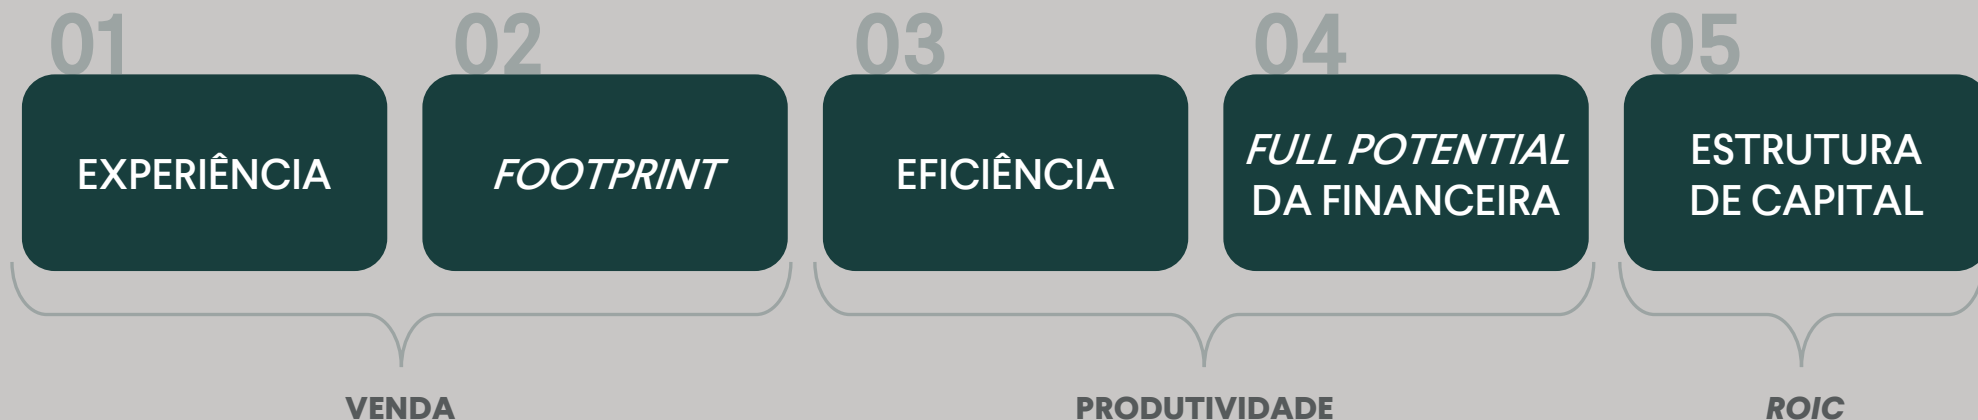 01
02
03
04
05
EXPERIÊNCIA
FOOTPRINT
EFICIÊNCIA
FULL POTENTIAL
DA FINANCEIRA
ESTRUTURA
DE CAPITAL
VENDA
PRODUTIVIDADE
ROIC